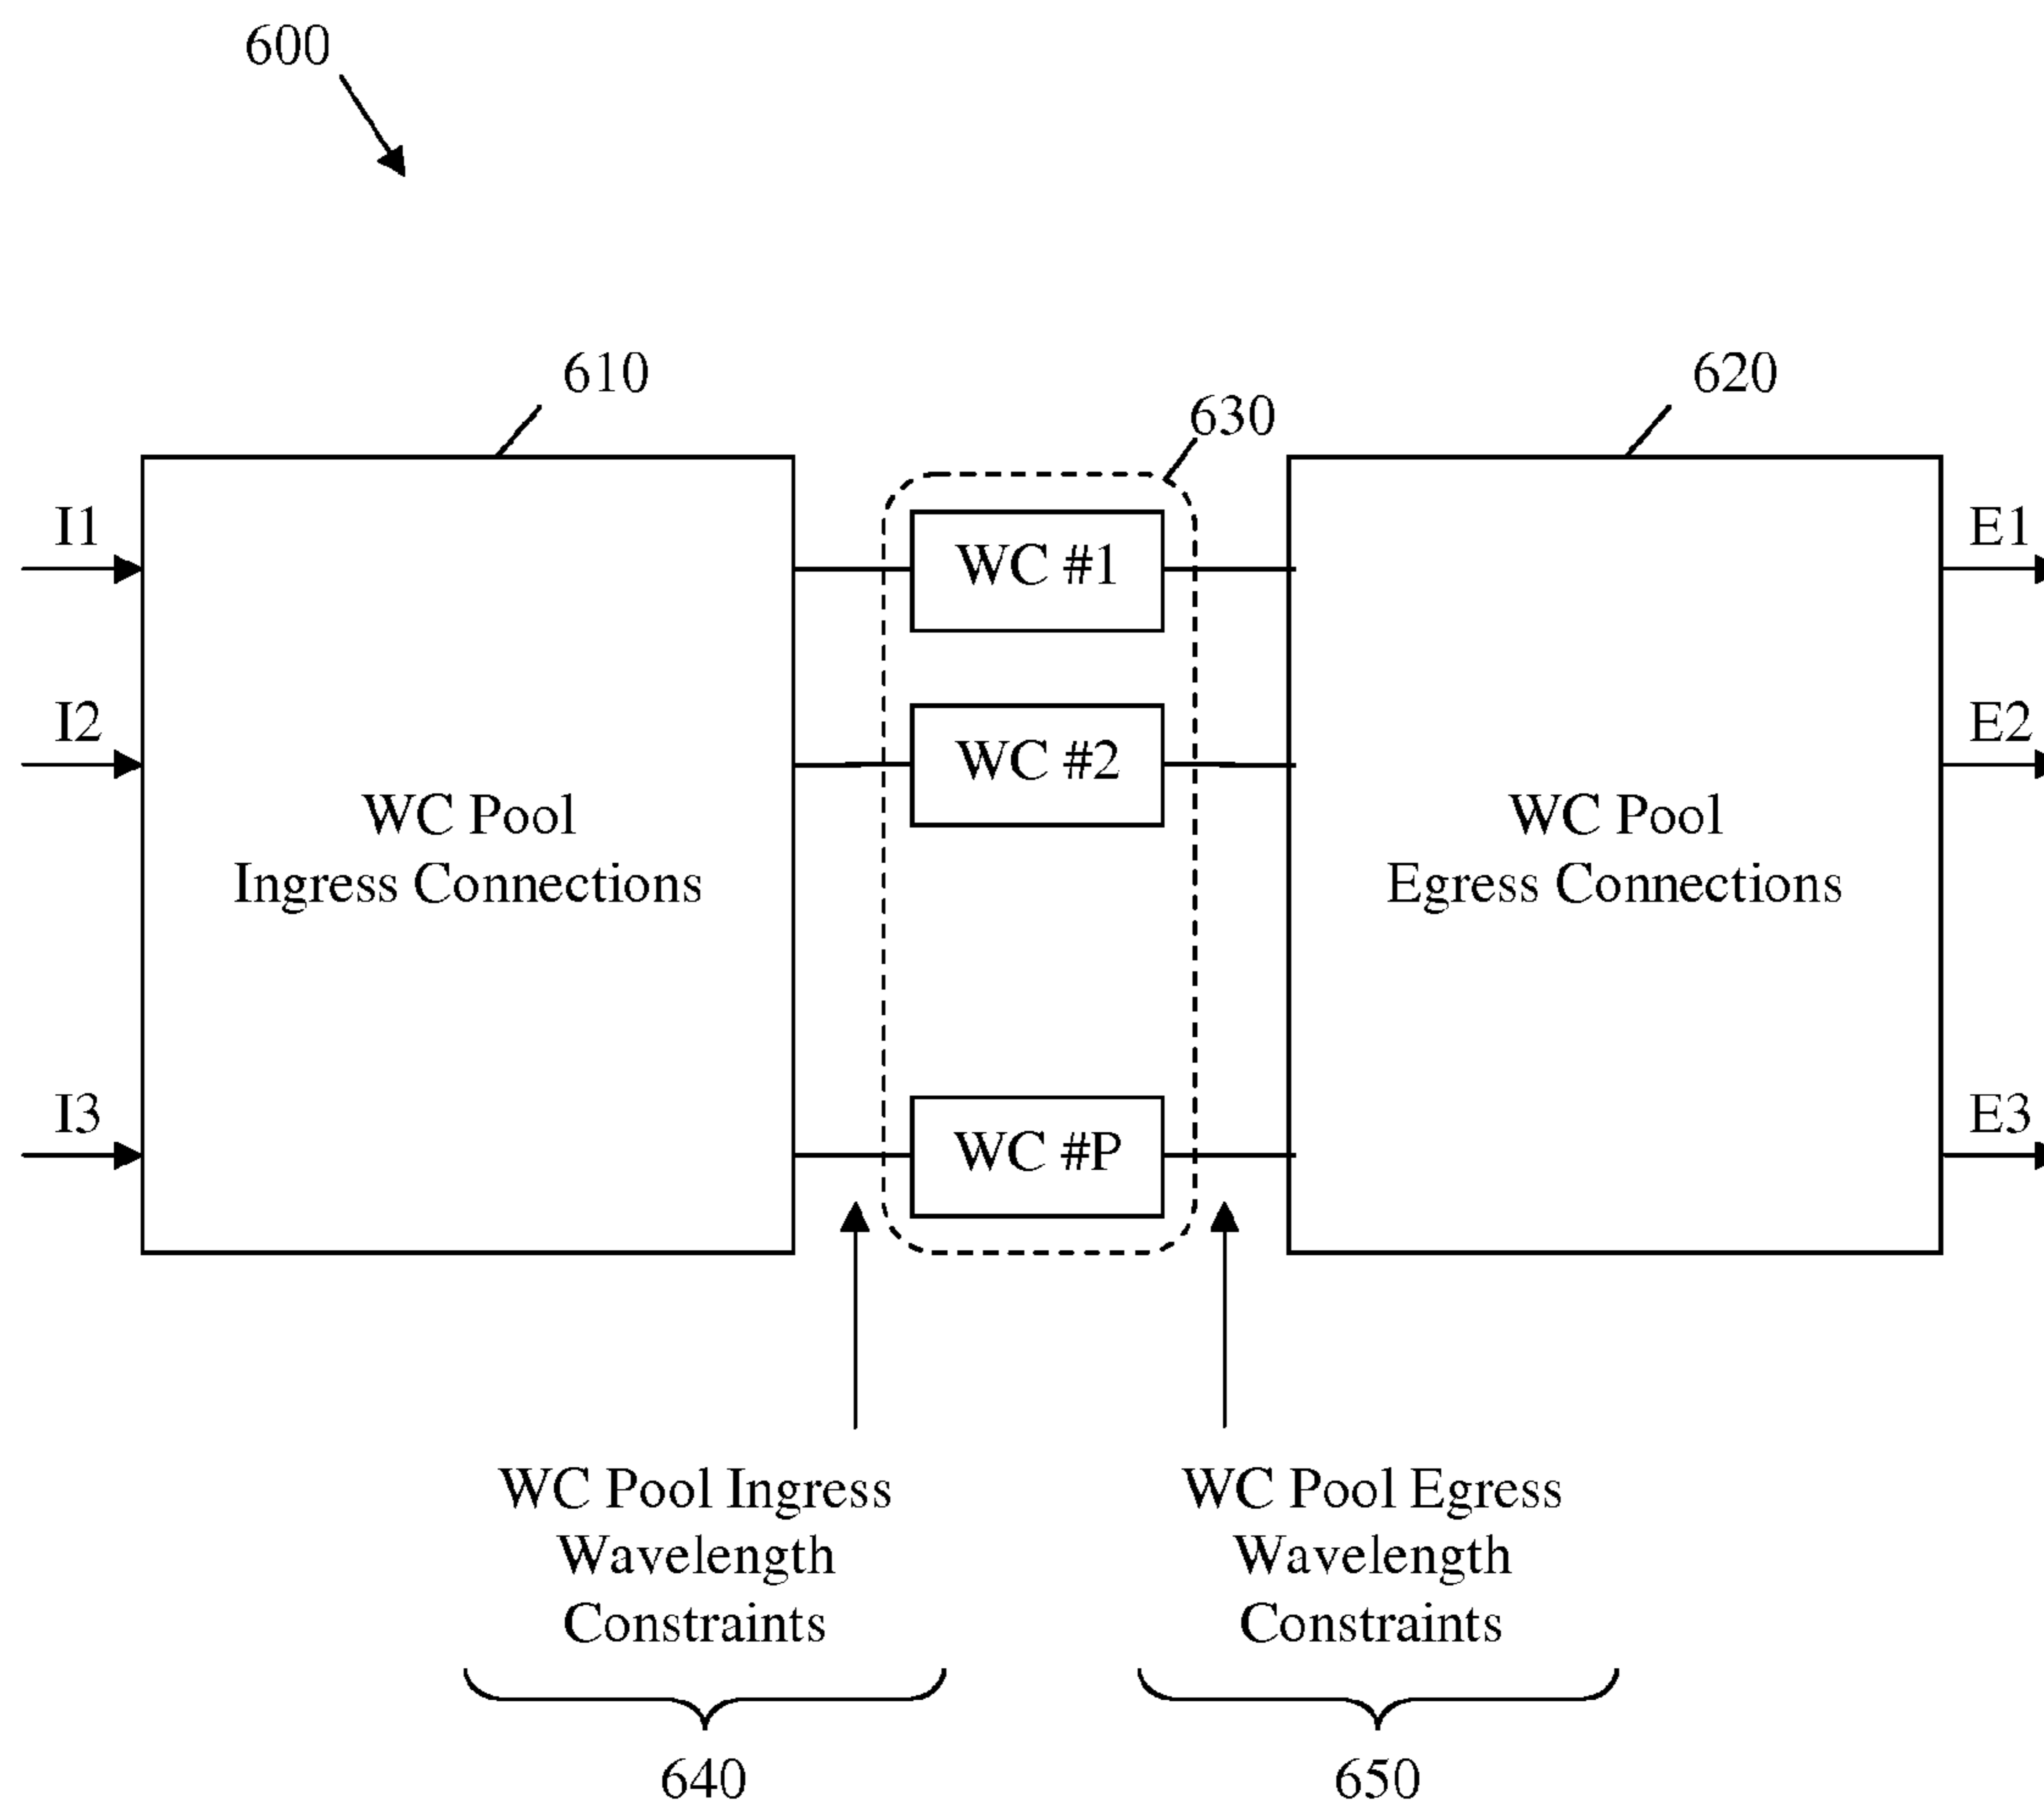 600
610
620
630
I1
WC #1
E1
I2
WC #2
E2
WC Pool
Ingress Connections
WC Pool
Egress Connections
I3
WC #P
E3
WC Pool Ingress
Wavelength
Constraints
WC Pool Egress
Wavelength
Constraints
640
650